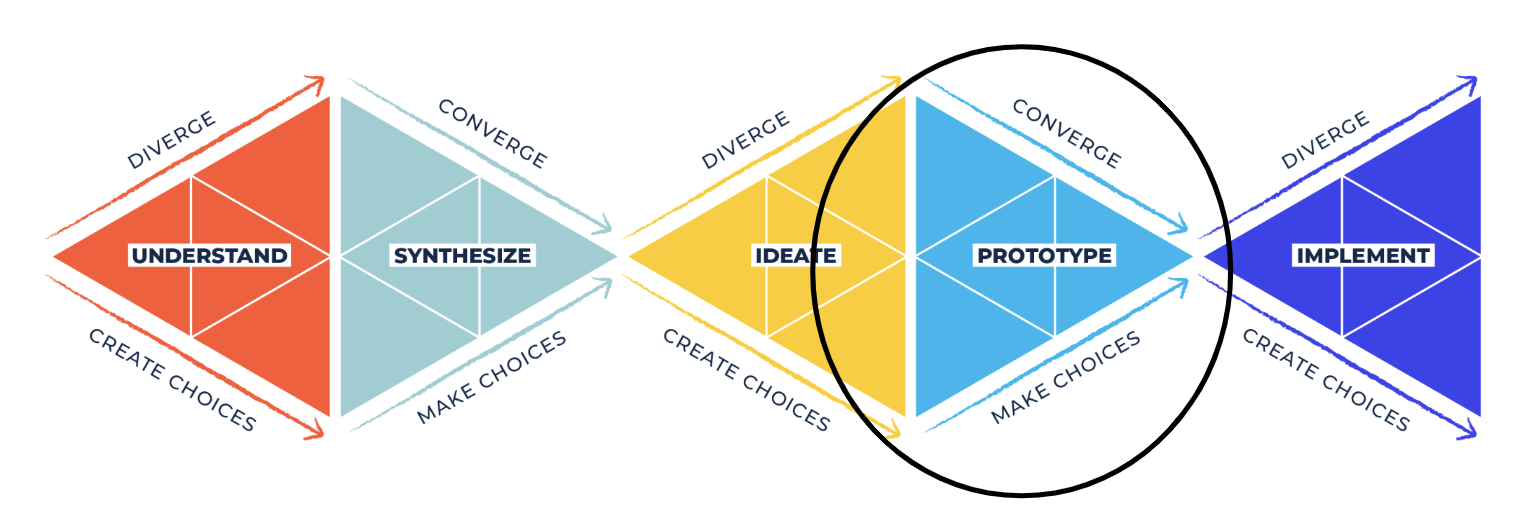 DIVERGE
UNDERSTAND
CREATE CHOICES
CONVERGE
SYNTHESIZE
MAKE CHOICES
DIVERGE
IDEATE
CREATE CHOICES
CONVERGE
PROTOTYPE
MAKE CHOICES
DIVERGE
IMPLEMENT
CREATE CHOICES